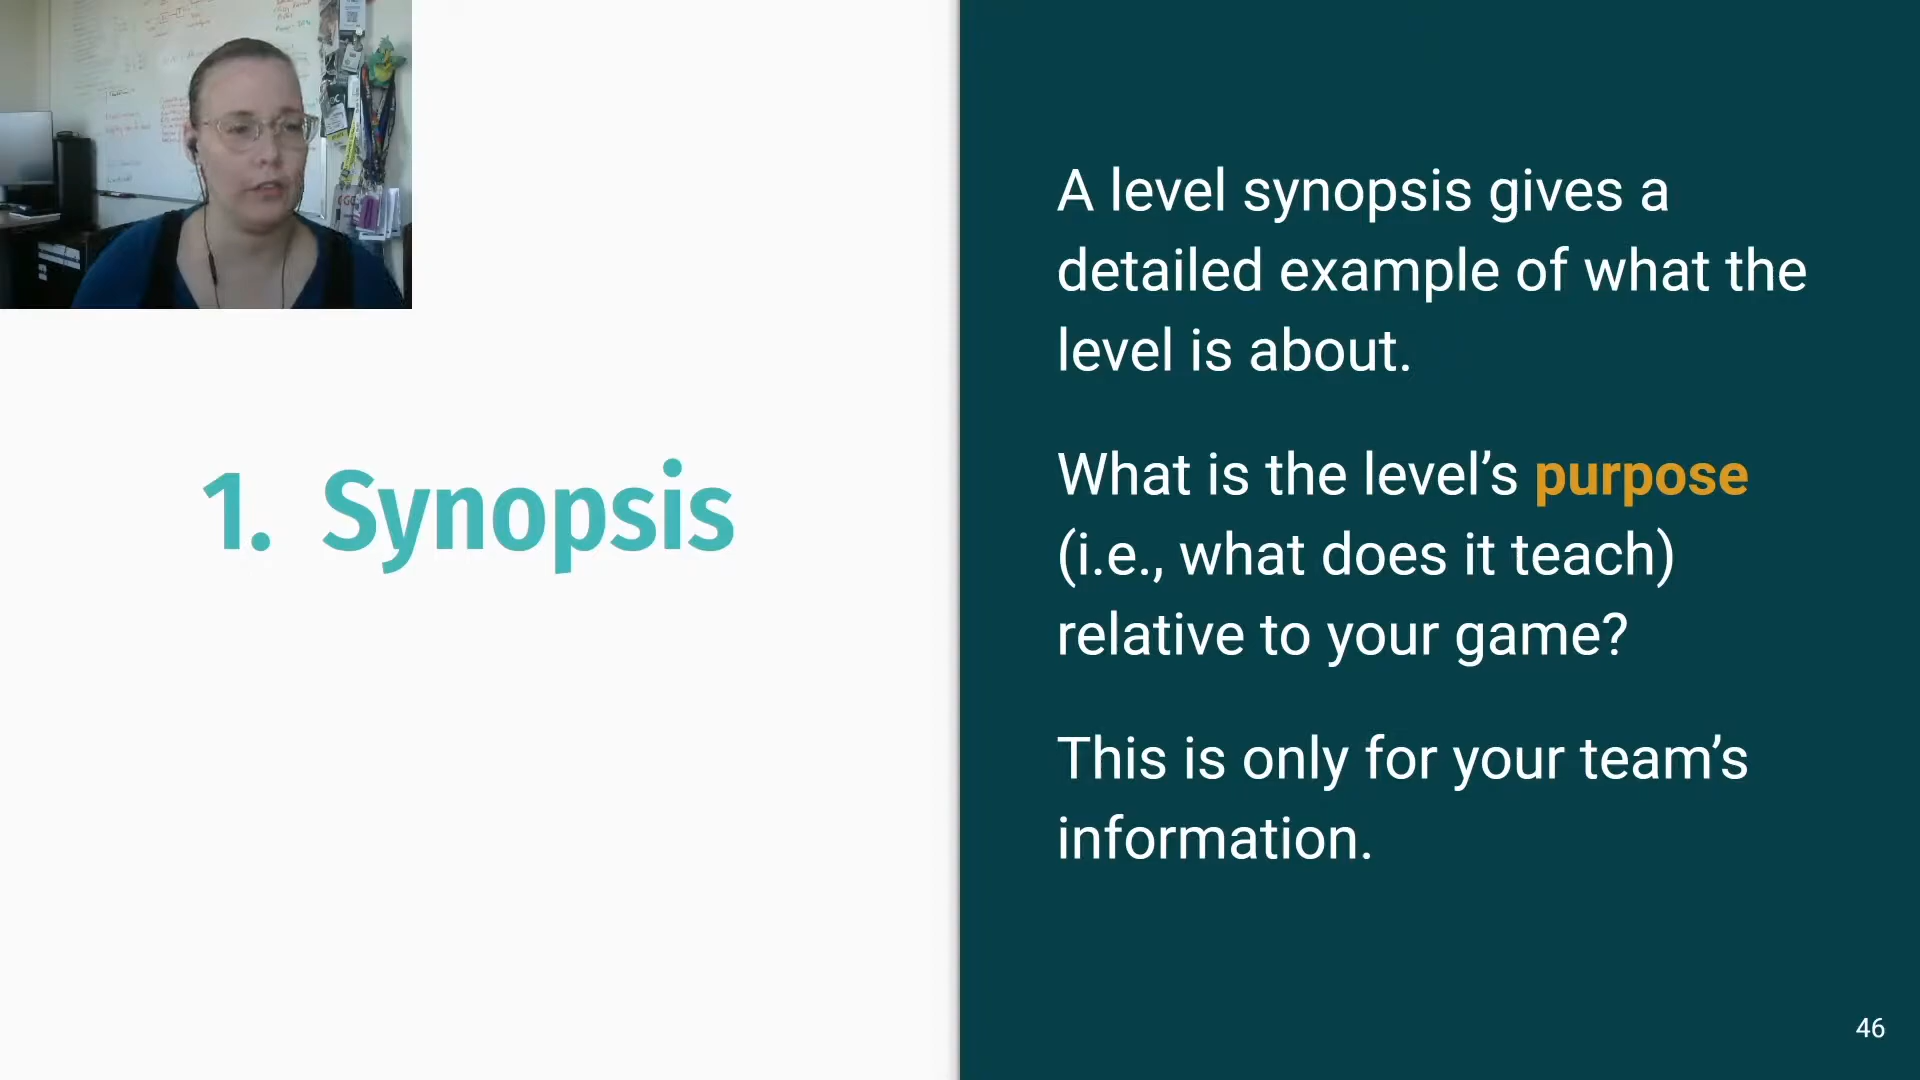 1. Synopsis
A level synopsis gives a
detailed example of what the
level is about.
What is the level’s purpose
(i.e., what does it teach)
relative to your game?
This is only for your team’s
information.
46